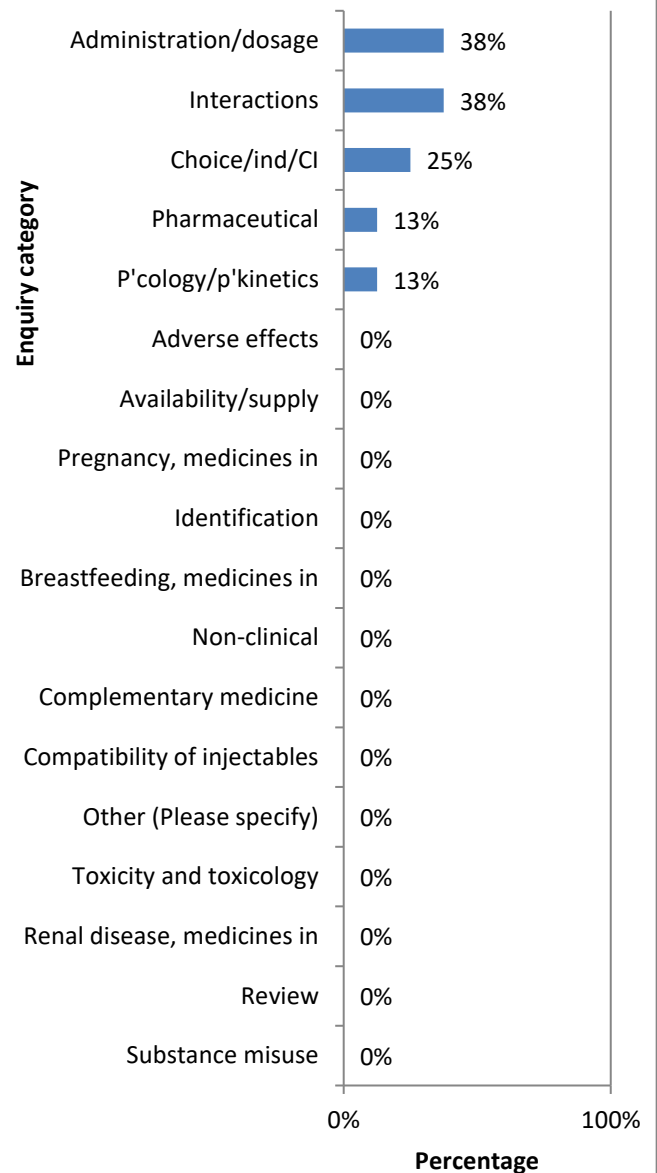 Enquiry category
Administration/dosage 38%
Interactions 38%
Choice/ind/CI 25%
Pharmaceutical 13%
P'cology/p'kinetics 13%
Adverse effects 0%
Availability/supply 0%
Pregnancy, medicines in 0%
Identification 0%
Breastfeeding, medicines in 0%
Non-clinical 0%
Complementary medicine 0%
Compatibility of injectables 0%
Other (Please specify) 0%
Toxicity and toxicology 0%
Renal disease, medicines in 0%
Review 0%
Substance misuse 0%
0% 100%
Percentage